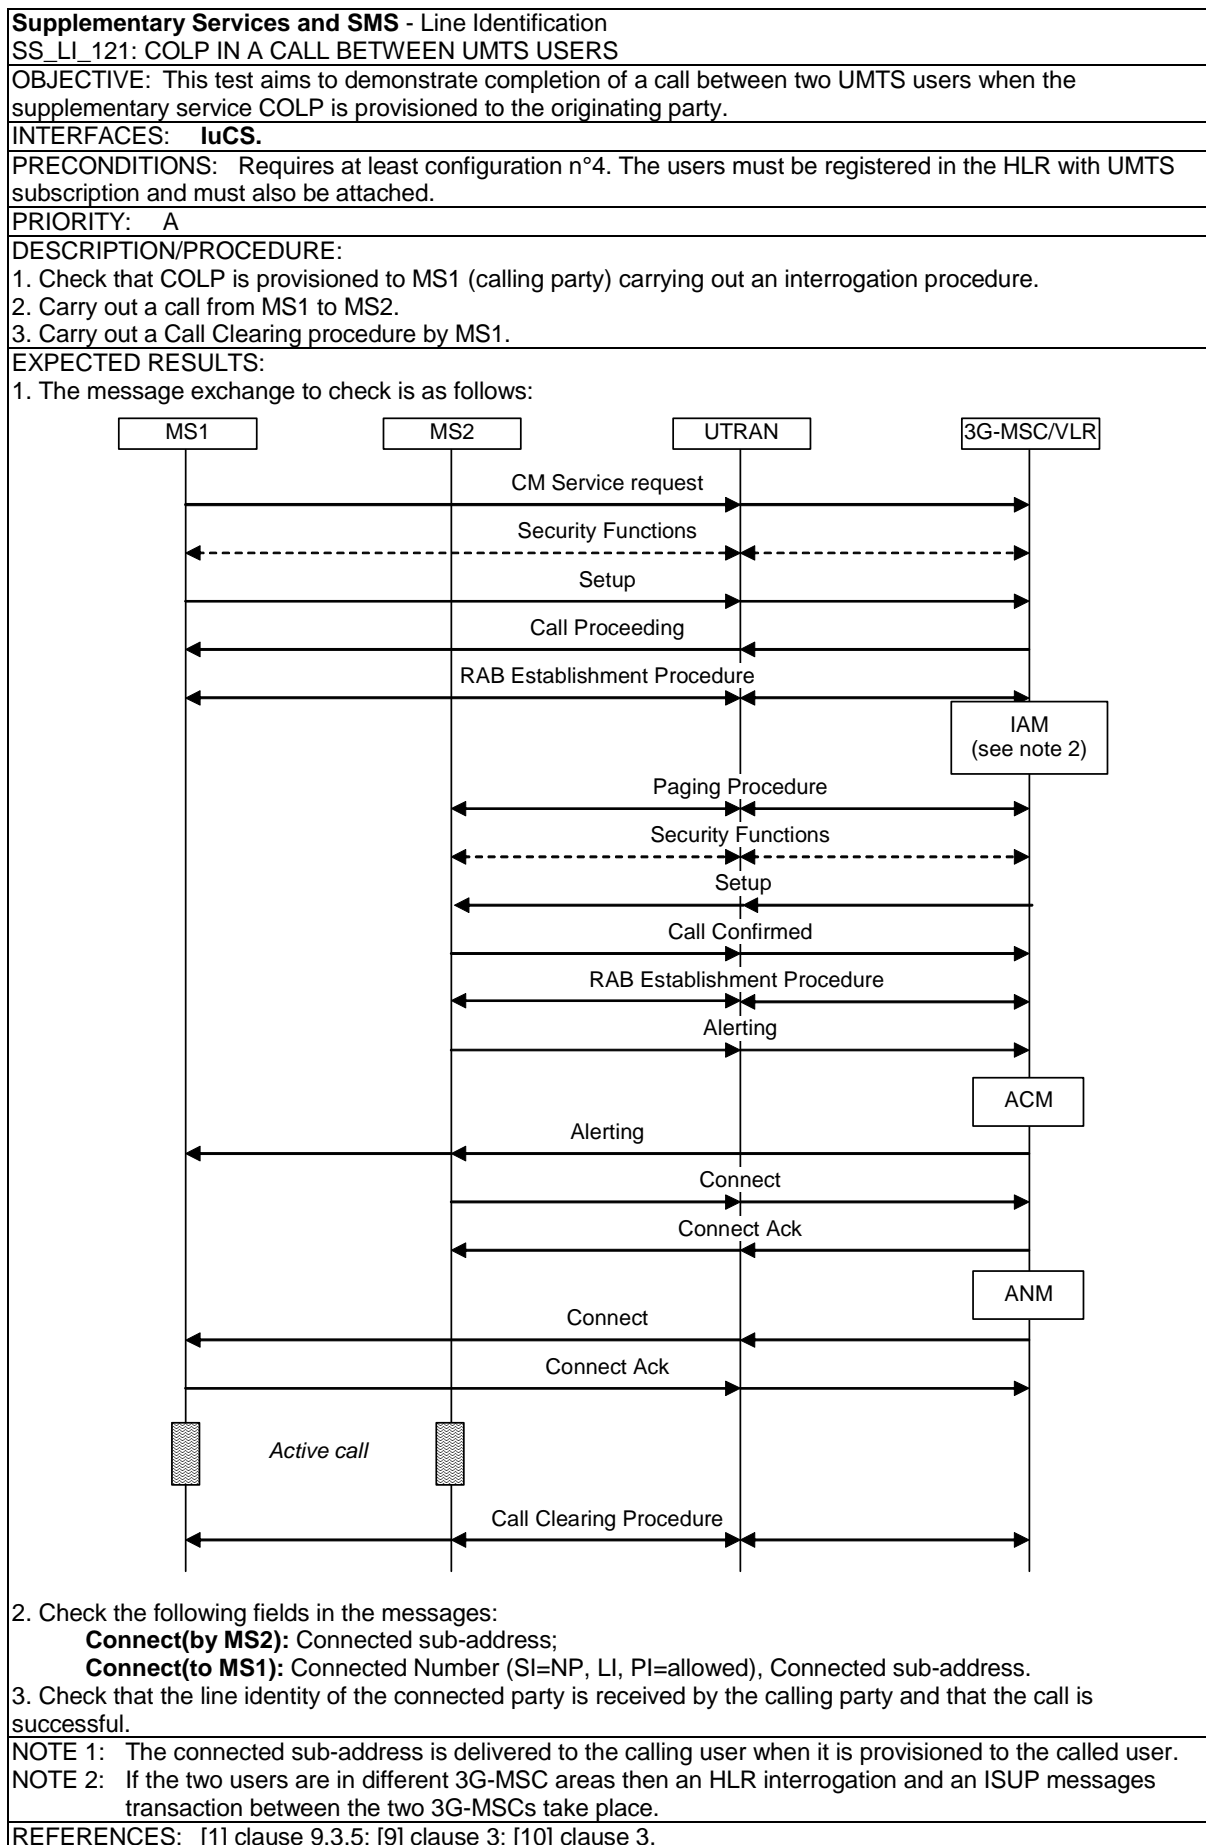 Supplementary Services and SMS - Line Identification
SS_LI_121: COLP IN A CALL BETWEEN UMTS USERS
OBJECTIVE: This test aims to demonstrate completion of a call between two UMTS users when the
supplementary service COLP is provisioned to the originating party.
INTERFACES: IuCS.
PRECONDITIONS: Requires at least configuration n°4. The users must be registered in the HLR with UMTS
subscription and must also be attached.
PRIORITY: A
DESCRIPTION/PROCEDURE:
1. Check that COLP is provisioned to MS1 (calling party) carrying out an interrogation procedure.
2. Carry out a call from MS1 to MS2.
3. Carry out a Call Clearing procedure by MS1.
EXPECTED RESULTS:
1. The message exchange to check is as follows:
MS1 MS2 UTRAN 3G-MSC/VLR
CM Service request
Security Functions
Setup
Call Proceeding
RAB Establishment Procedure
IAM
(see note 2)
Paging Procedure
Security Functions
Setup
Call Confirmed
RAB Establishment Procedure
Alerting
ACM
Alerting
Connect
Connect Ack
ANM
Connect
Connect Ack
Active call
Call Clearing Procedure
2. Check the following fields in the messages:
Connect(by MS2): Connected sub-address;
Connect(to MS1): Connected Number (SI=NP, LI, PI=allowed), Connected sub-address.
3. Check that the line identity of the connected party is received by the calling party and that the call is
successful.
NOTE 1: The connected sub-address is delivered to the calling user when it is provisioned to the called user.
NOTE 2: If the two users are in different 3G-MSC areas then an HLR interrogation and an ISUP messages
transaction between the two 3G-MSCs take place.
REFERENCES: [1] clause 9.3.5; [9] clause 3; [10] clause 3.